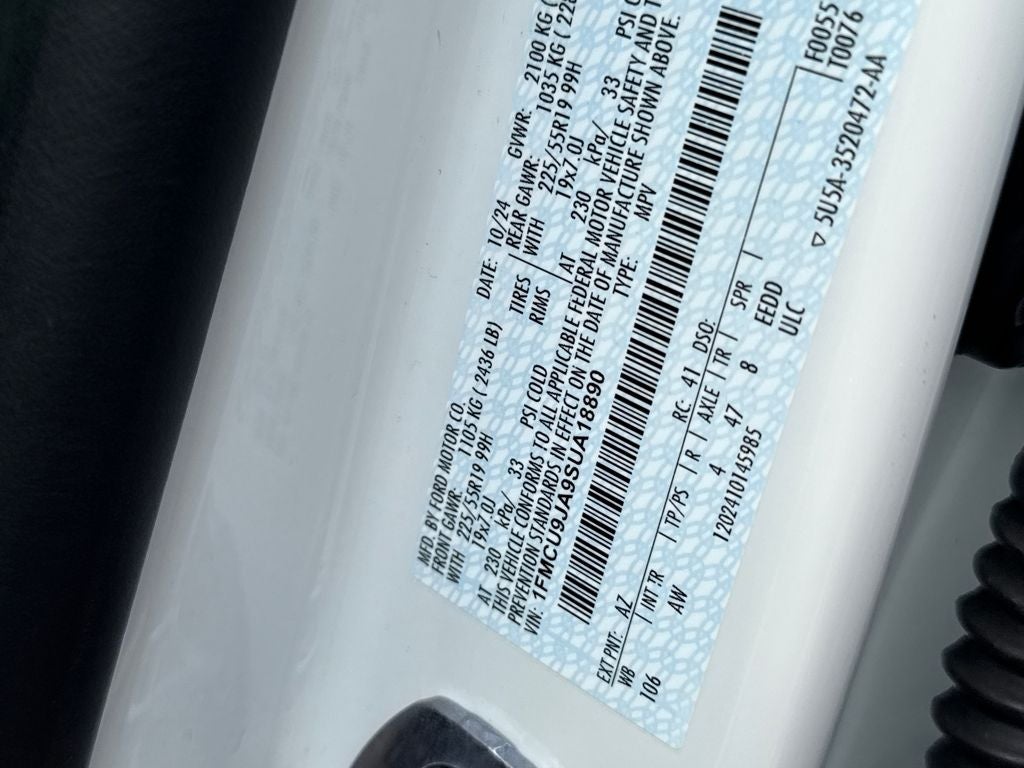 MFD. BY FORD MOTOR CO.
DATE: 10/24 GVWR: 2100 KG (
FRONT GAWR: 1105 KG ( 2436 LB) REAR GAWR: 1035 KG ( 228
WITH 225/55R19 99H TIRES WITH 225/55R19 99H
19x7.0J RIMS 19x7.0J
AT 230 kPa/ 33 PSI COLD AT 230 kPa/ 33 PSI
THIS VEHICLE CONFORMS TO ALL APPLICABLE FEDERAL MOTOR VEHICLE SAFETY AND
PREVENTION STANDARDS IN EFFECT ON THE DATE OF MANUFACTURE SHOWN ABOVE.
VIN: 1FMCU9JA9SUA18890 TYPE: MPV
F0055
T0076
EXT PNT: AZ RC: 41 DSO:
WB INT TR TP/PS R AXLE TR SPR
106 AW 4 47 8 EEDD
1202410145985 ULC
▽ 5U5A-3520472-AA